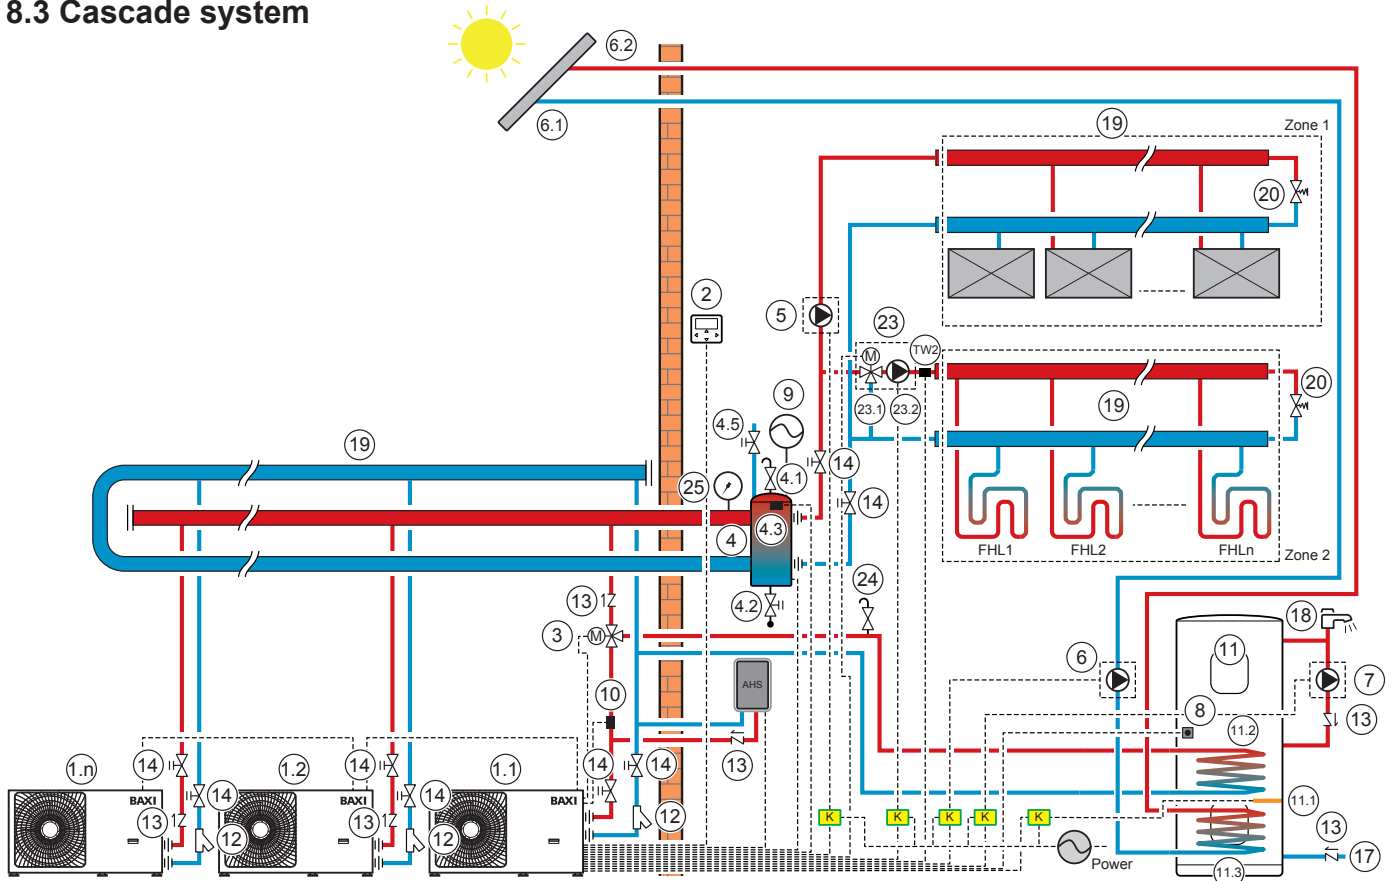 8.3 Cascade system
6.2
6.1
19
Zone 1
20
2
5
23
M
TW2
23.1
23.2
19
20
9
4.5
4.1
14
14
19
25
4
4.3
4.2
FHL1
FHL2
FHLn
Zone 2
13
3
M
24
18
11
6
7
10
AHS
8
13
11.2
13
1.n
14
1.2
14
1.1
14
14
14
14
BAXI
BAXI
BAXI
13
12
13
12
12
K
K
K
K
K
11.1
13
17
Power
11.3